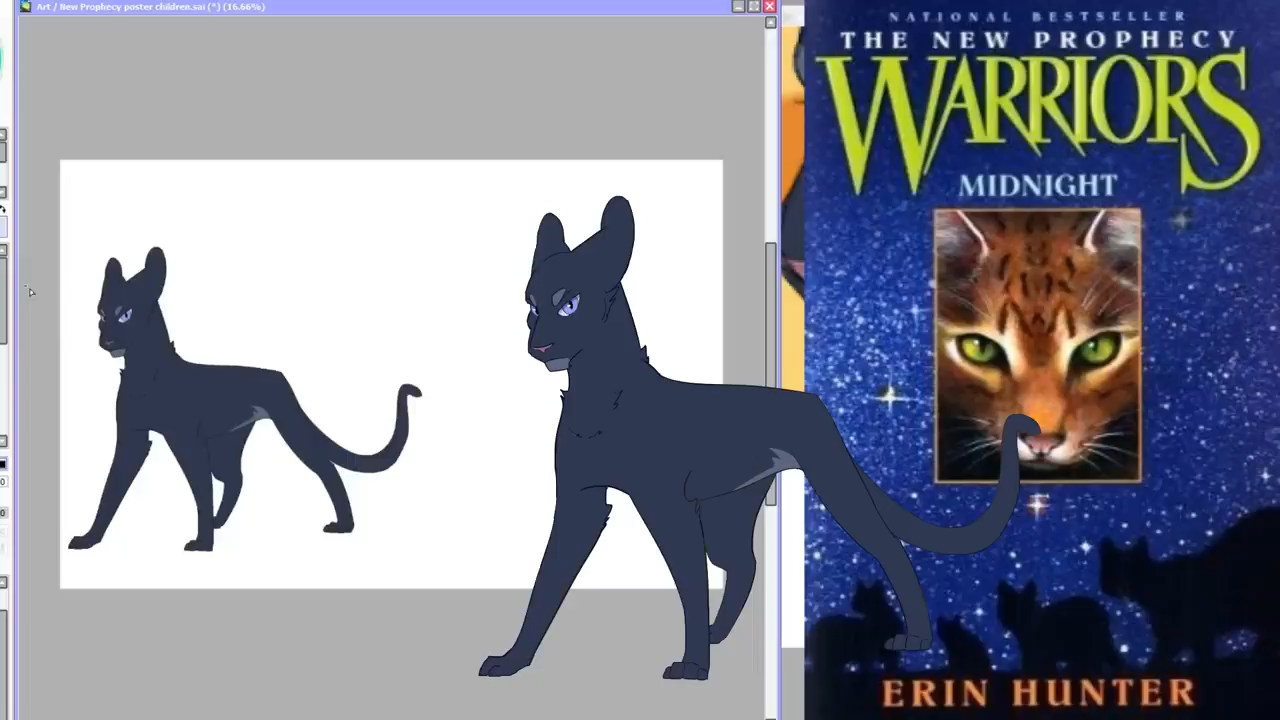 Art / New Prophecy poster children.sai (*) (16.66%)
NATIONAL BESTSELLER
THE NEW PROPHECY
WARRIORS
MIDNIGHT
ERIN HUNTER